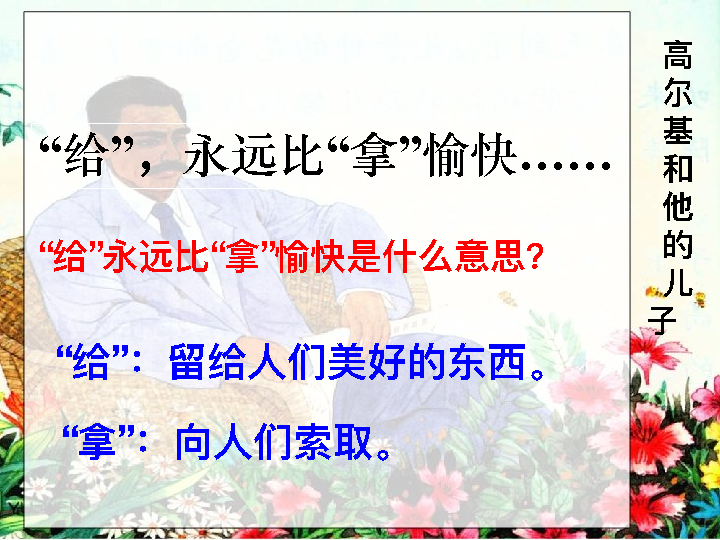 “给”，永远比“拿”愉快……
“给”永远比“拿”愉快是什么意思？
“给”：留给人们美好的东西。
“拿”：向人们索取。
高尔基和他的儿子